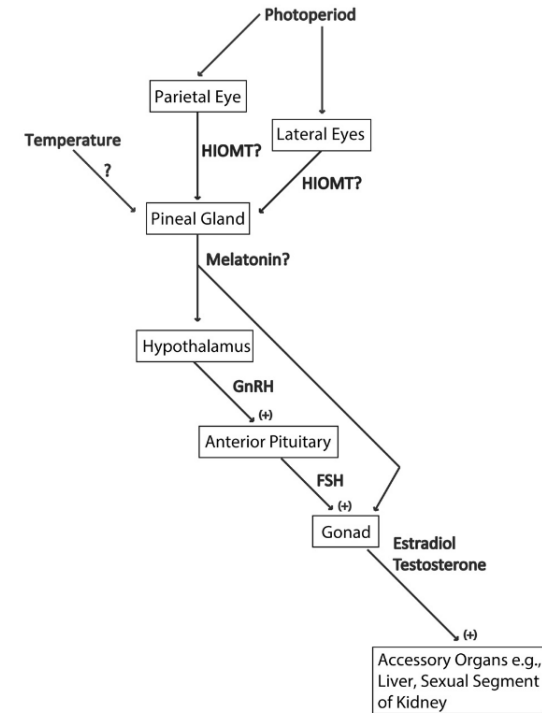 Photoperiod
Parietal Eye
Lateral Eyes
Temperature
?
HIOMT?
HIOMT?
Pineal Gland
Melatonin?
Hypothalamus
GnRH
(+)
Anterior Pituitary
FSH
(+)
Gonad
Estradiol
Testosterone
(+)
Accessory Organs e.g.,
Liver, Sexual Segment
of Kidney